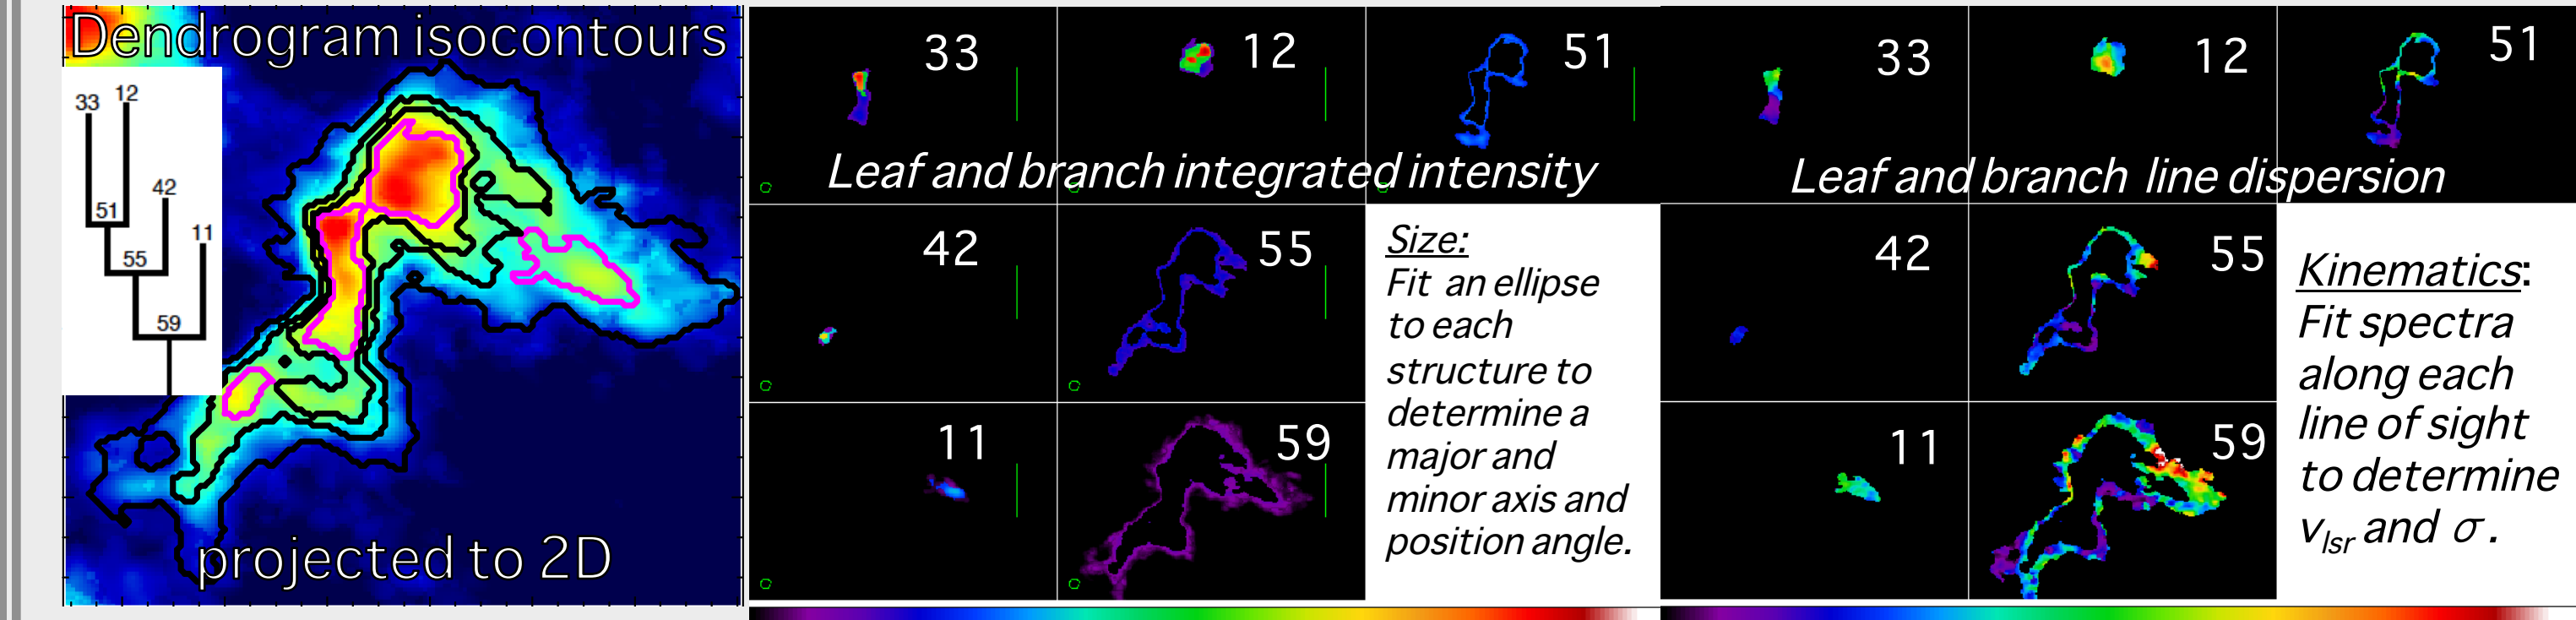 Dendrogram isocontours
33
12
42
51
11
55
59
projected to 2D
33
12
51
Leaf and branch integrated intensity
42
55
11
59
Size:
Fit an ellipse
to each
structure to
determine a
major and
minor axis and
position angle.
33
12
51
Leaf and branch line dispersion
42
55
11
59
Kinematics:
Fit spectra
along each
line of sight
to determine
v_lsr and σ.